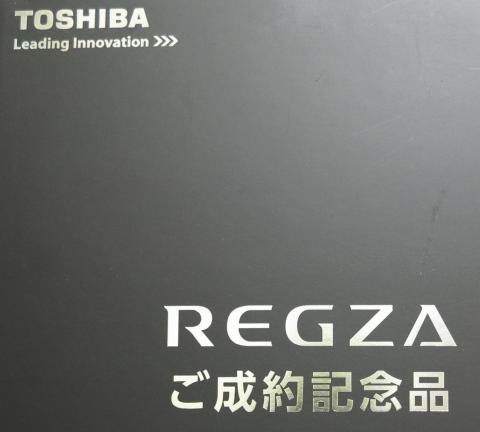 TOSHIBA
Leading Innovation >>>
REGZA
ご成約記念品